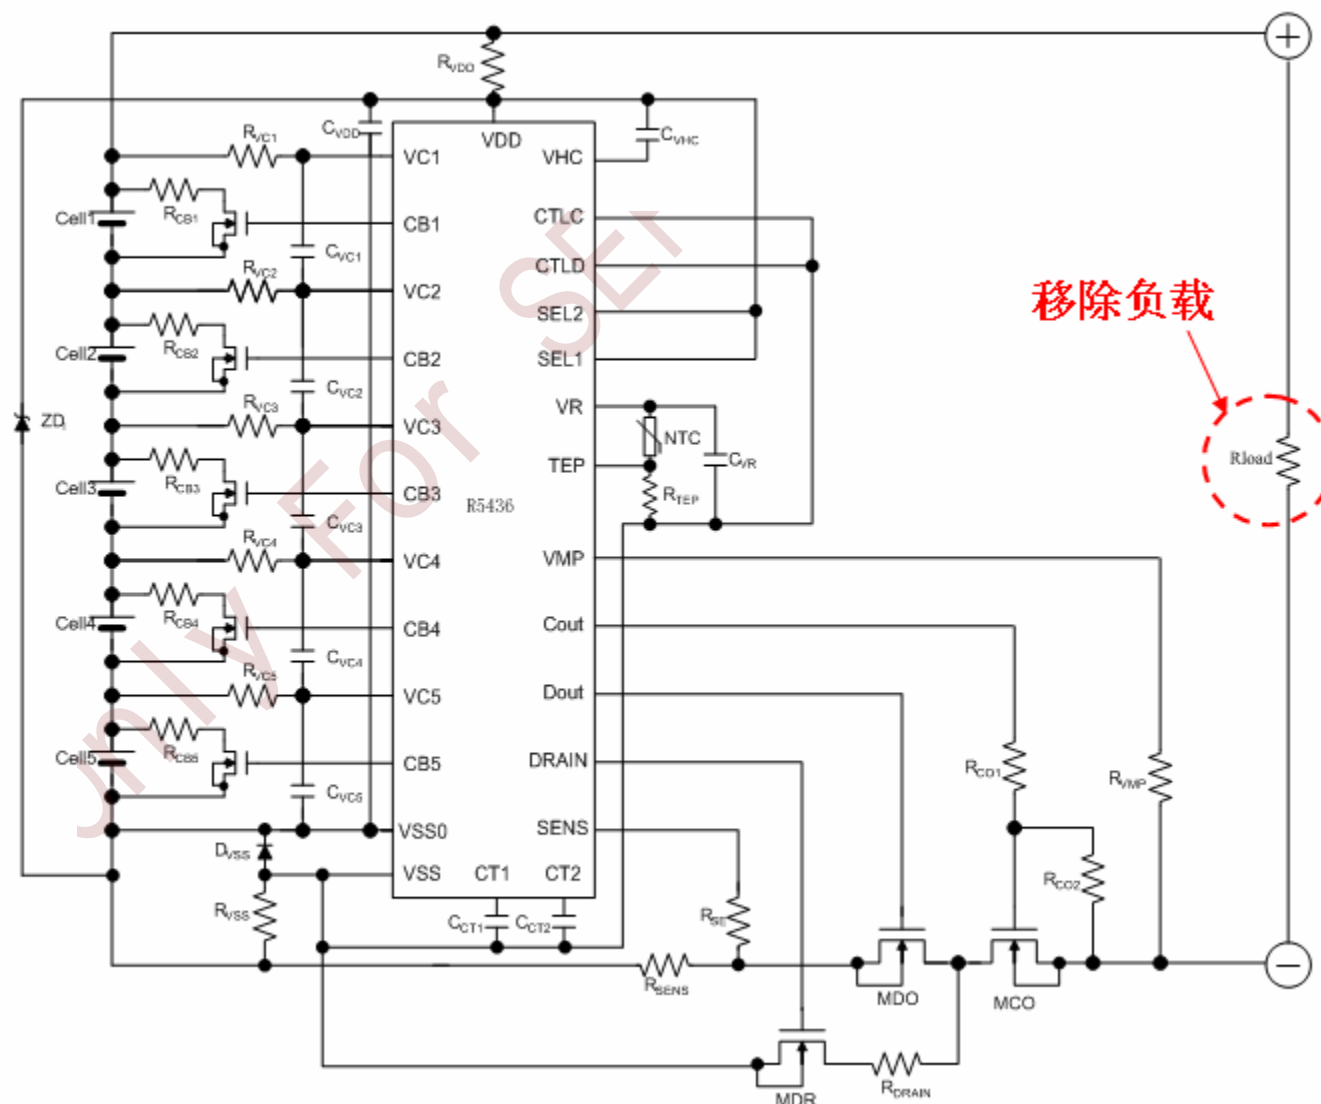 +
R_VDD
R_VC1
C_VDD
VDD
C_VHC
VC1
VHC
Cell1
R_CB1
CB1
CTLC
C_VC1
CTLD
R_VC2
VC2
SEL2
移除负载
Cell2
R_CB2
CB2
SEL1
C_VC2
R_VC3
VR
ZD
VC3
NTC
C_VR
TEP
Rload
Cell3
R_CB3
CB3
R5436
R_TEP
C_VC3
R_VC4
VC4
VMP
Cell4
R_CB4
CB4
Cout
C_VC4
R_VC5
VC5
Dout
Cell5
R_CB5
CB5
DRAIN
R_CO1
R_VMP
C_VC5
VSS0
SENS
D_VSS
VSS
CT1
CT2
R_CO2
R_VSS
C_CT1
C_CT2
R_SE
−
R_SENS
MDO
MCO
R_DRAIN
MDR
only For SEN